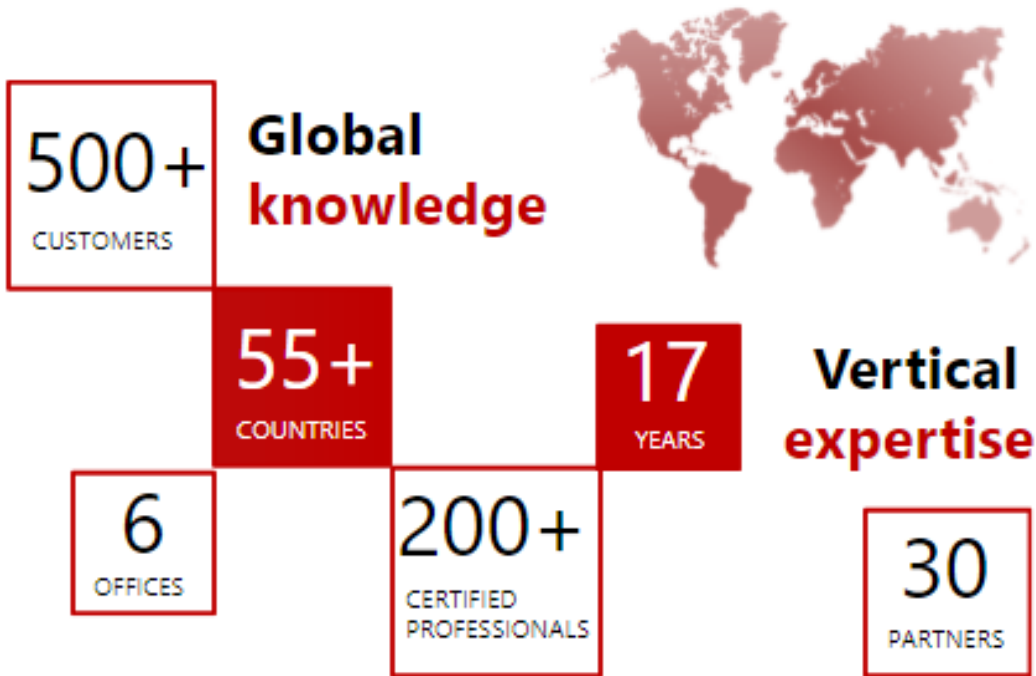 500+
CUSTOMERS
Global
knowledge
55+
COUNTRIES
17
YEARS
Vertical
expertise
6
OFFICES
200+
CERTIFIED
PROFESSIONALS
30
PARTNERS